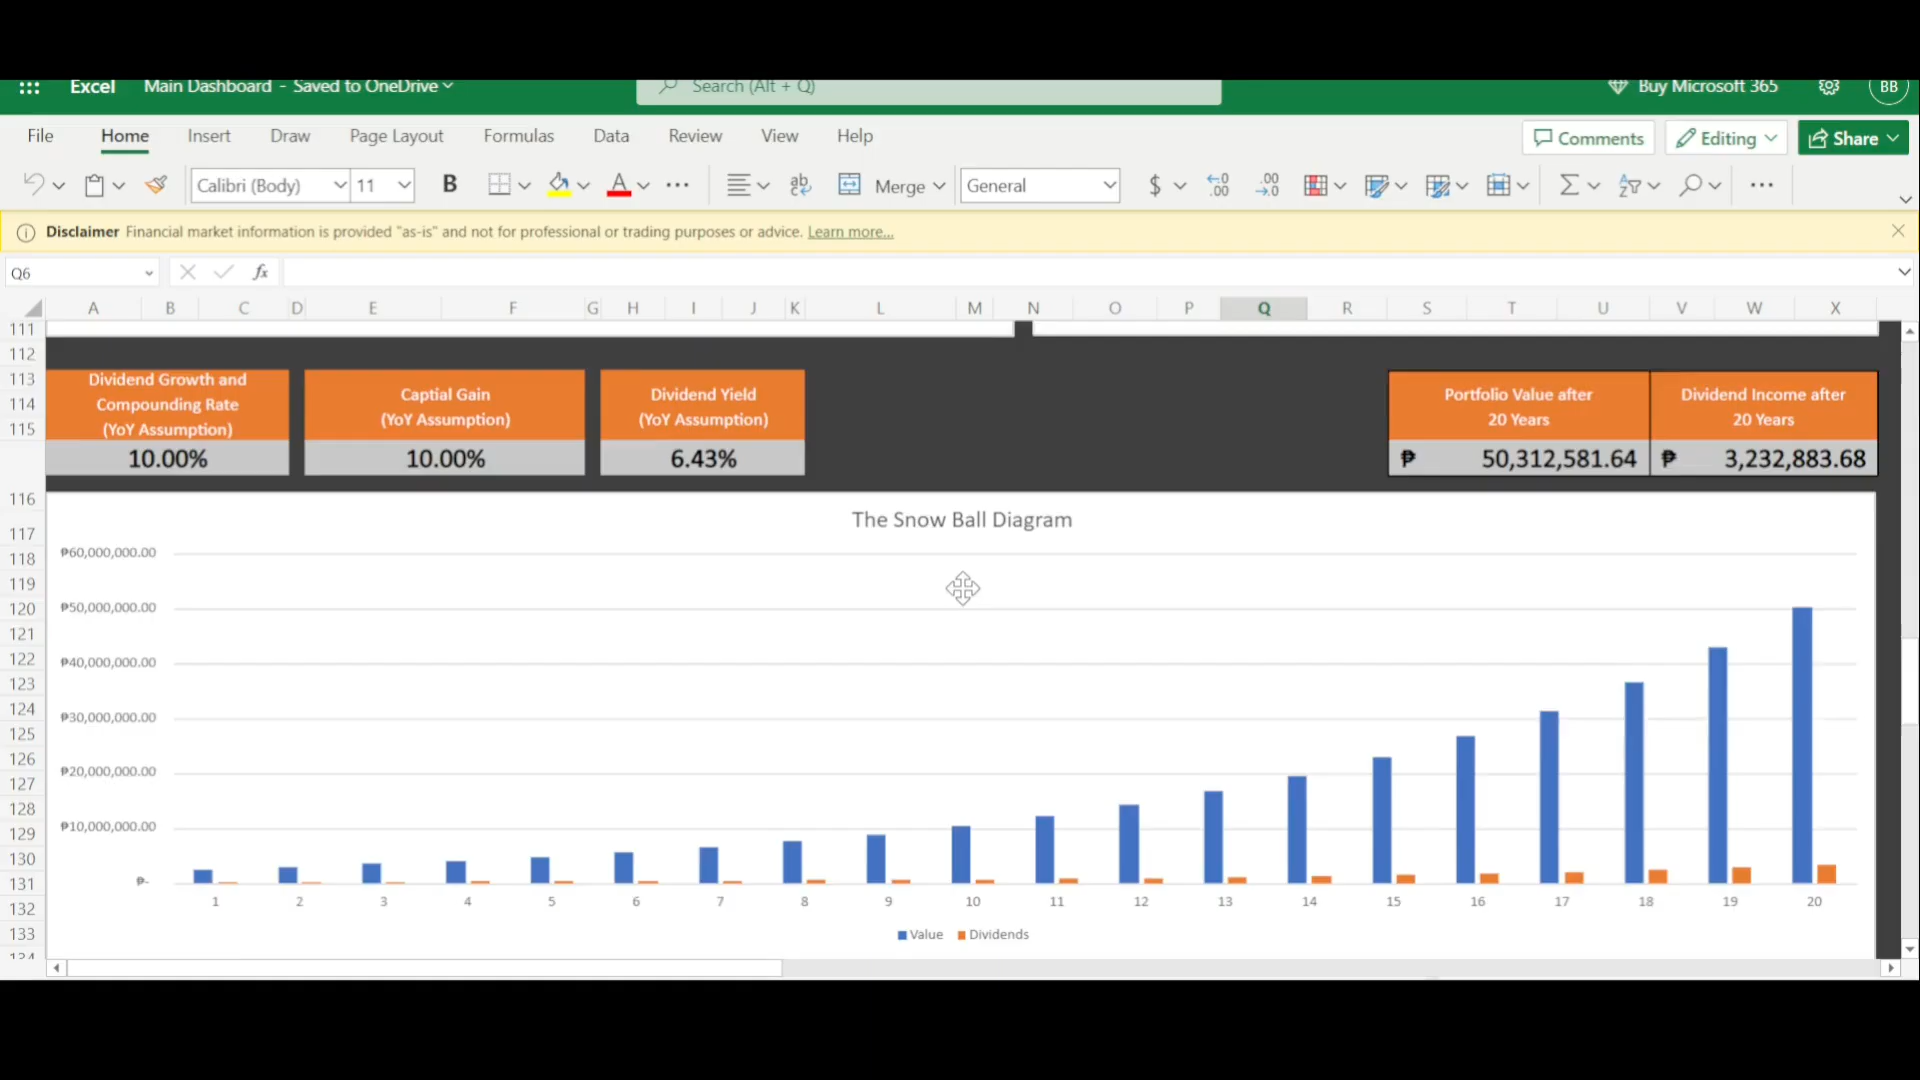 Excel Main Dashboard - Saved to OneDrive
Search (Alt + Q)
Buy Microsoft 365
BB
File Home Insert Draw Page Layout Formulas Data Review View Help
Comments Editing Share
Calibri (Body) 11 B A ab Merge General $ .00 .00
Disclaimer Financial market information is provided "as-is" and not for professional or trading purposes or advice. Learn more...
Q6 fx
A B C D E F G H I J K L M N O P Q R S T U V W X
111
112
113
114
115
116
117
118
119
120
121
122
123
124
125
126
127
128
129
130
131
132
133
134
Dividend Growth and
Compounding Rate
(YoY Assumption)
10.00%
Captial Gain
(YoY Assumption)
10.00%
Dividend Yield
(YoY Assumption)
6.43%
Portfolio Value after
20 Years
₱ 50,312,581.64
Dividend Income after
20 Years
₱ 3,232,883.68
The Snow Ball Diagram
₱60,000,000.00
₱50,000,000.00
₱40,000,000.00
₱30,000,000.00
₱20,000,000.00
₱10,000,000.00
₱-
1 2 3 4 5 6 7 8 9 10 11 12 13 14 15 16 17 18 19 20
Value Dividends